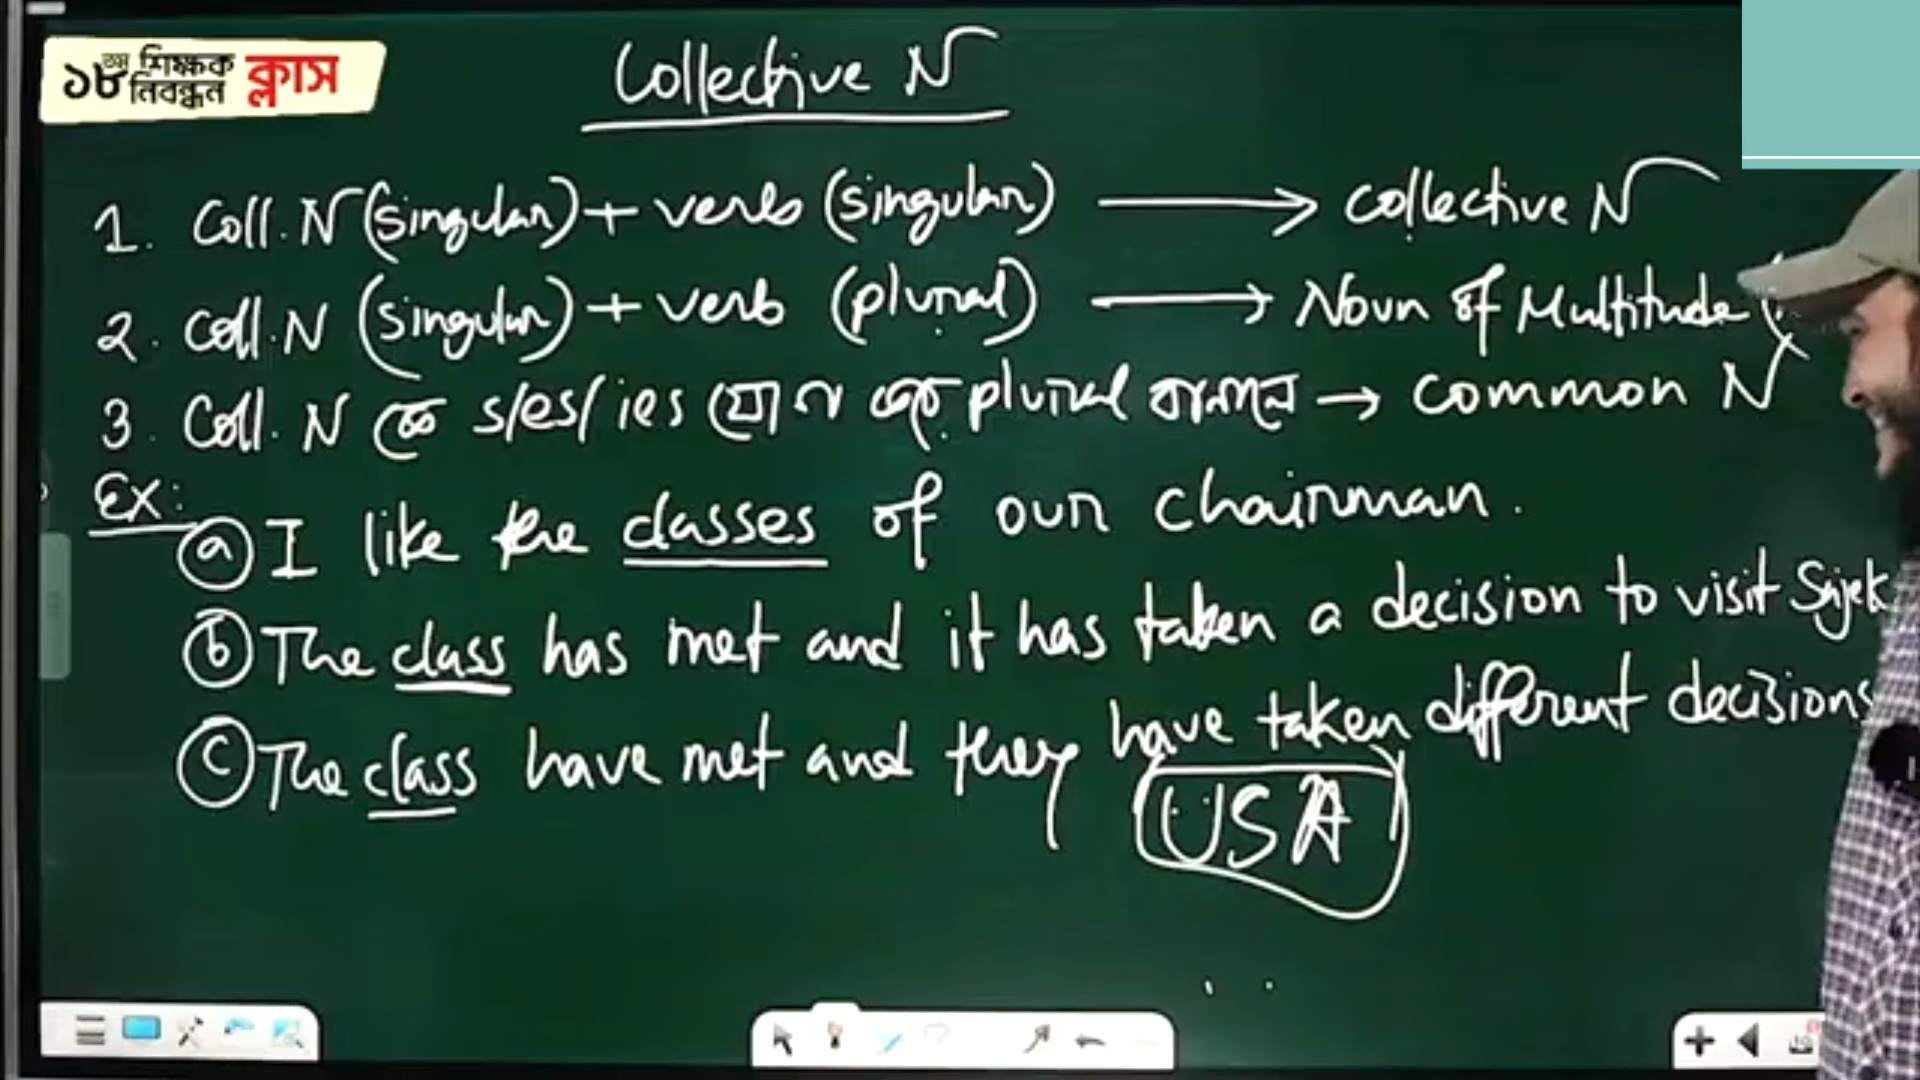 ১৮তম শিক্ষক নিবন্ধন ক্লাস
Collective N
1. Coll. N (singular) + verb (singular) → collective N
2. Coll. N (singular) + verb (plural) → Noun of Multitude (
3. Coll. N কে s/es/ies যোগ করে plural বানালে → common N
Ex:
(a) I like the classes of our chairman.
(b) The class has met and it has taken a decision to visit Sajek
(c) The class have met and they have taken different decisions
USA